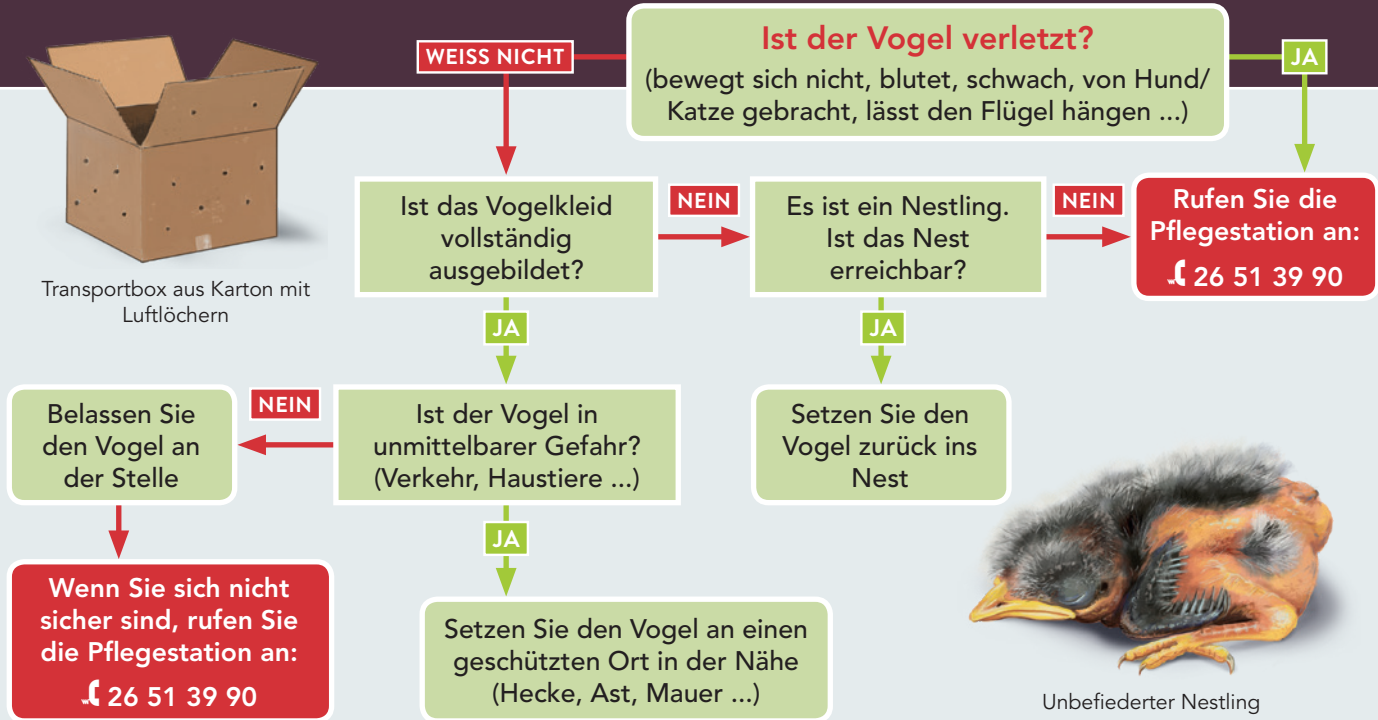 Ist der Vogel verletzt?
(bewegt sich nicht, blutet, schwach, von Hund/
Katze gebracht, lässt den Flügel hängen ...)
WEISS NICHT
JA
Transportbox aus Karton mit
Luftlöchern
Ist das Vogelkleid
vollständig
ausgebildet?
NEIN
Es ist ein Nestling.
Ist das Nest
erreichbar?
NEIN
Rufen Sie die
Pflegestation an:
26 51 39 90
JA
JA
Belassen Sie
den Vogel an
der Stelle
NEIN
Ist der Vogel in
unmittelbarer Gefahr?
(Verkehr, Haustiere ...)
Setzen Sie den
Vogel zurück ins
Nest
JA
Wenn Sie sich nicht
sicher sind, rufen Sie
die Pflegestation an:
26 51 39 90
Setzen Sie den Vogel an einen
geschützten Ort in der Nähe
(Hecke, Ast, Mauer ...)
Unbefiederter Nestling